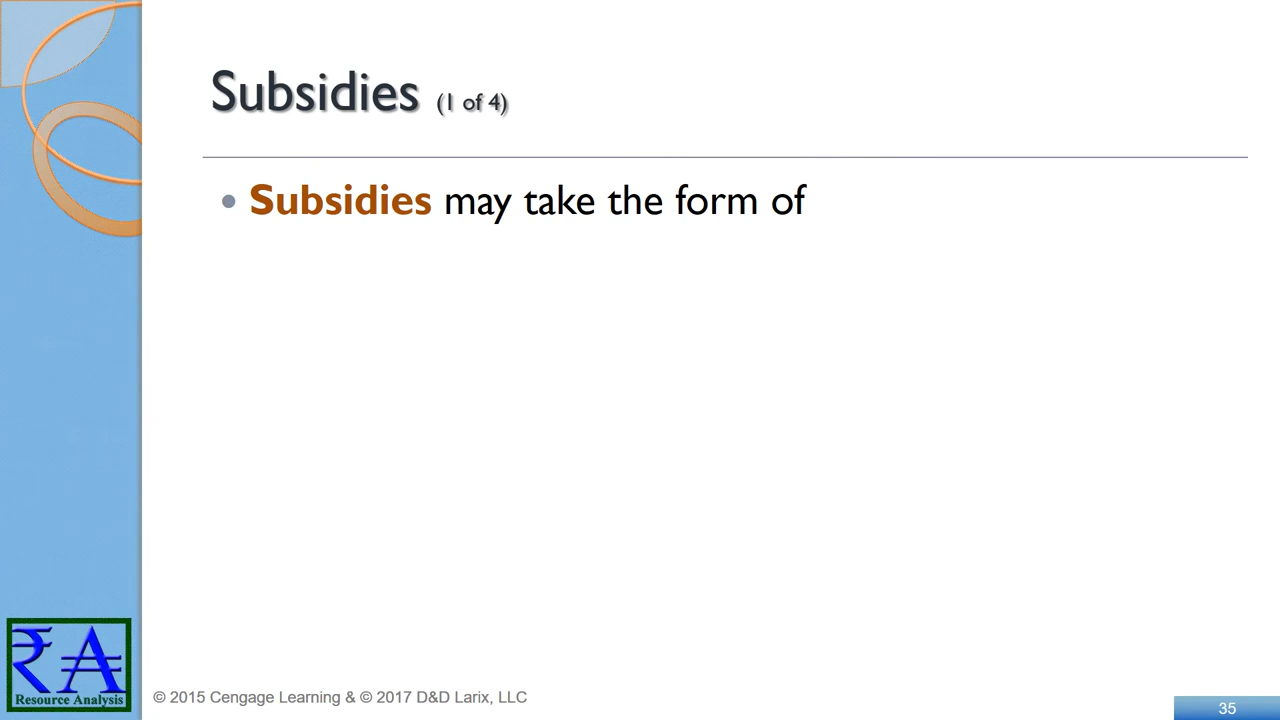 Subsidies (1 of 4)
• Subsidies may take the form of
₹A
Resource Analysis
© 2015 Cengage Learning & © 2017 D&D Larix, LLC
35